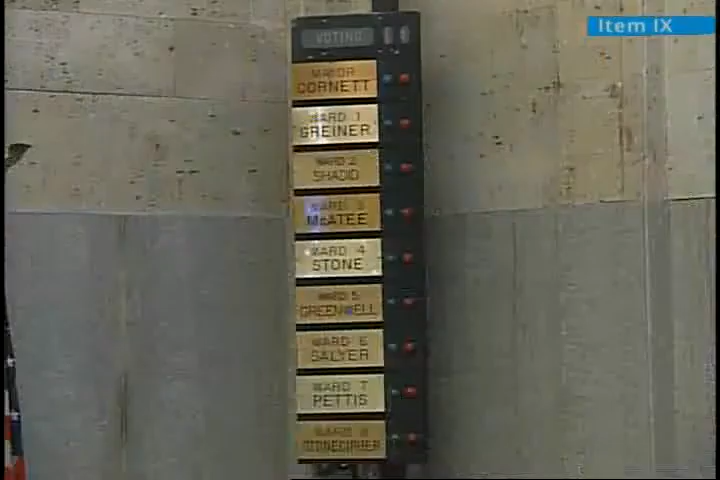 Item IX
VOTING
MAYOR
CORNETT
WARD 1
GREINER
WARD 2
SHADID
WARD 3
McATEE
WARD 4
STONE
WARD 5
GREENWELL
WARD 6
SALYER
WARD 7
PETTIS
WARD 8